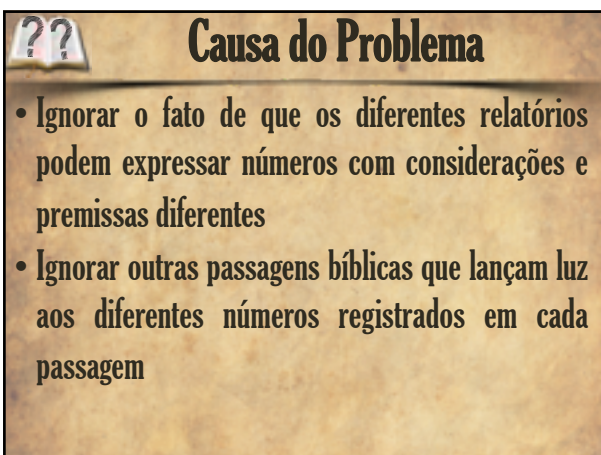 ??
Causa do Problema
• Ignorar o fato de que os diferentes relatórios
podem expressar números com considerações e
premissas diferentes
• Ignorar outras passagens bíblicas que lançam luz
aos diferentes números registrados em cada
passagem